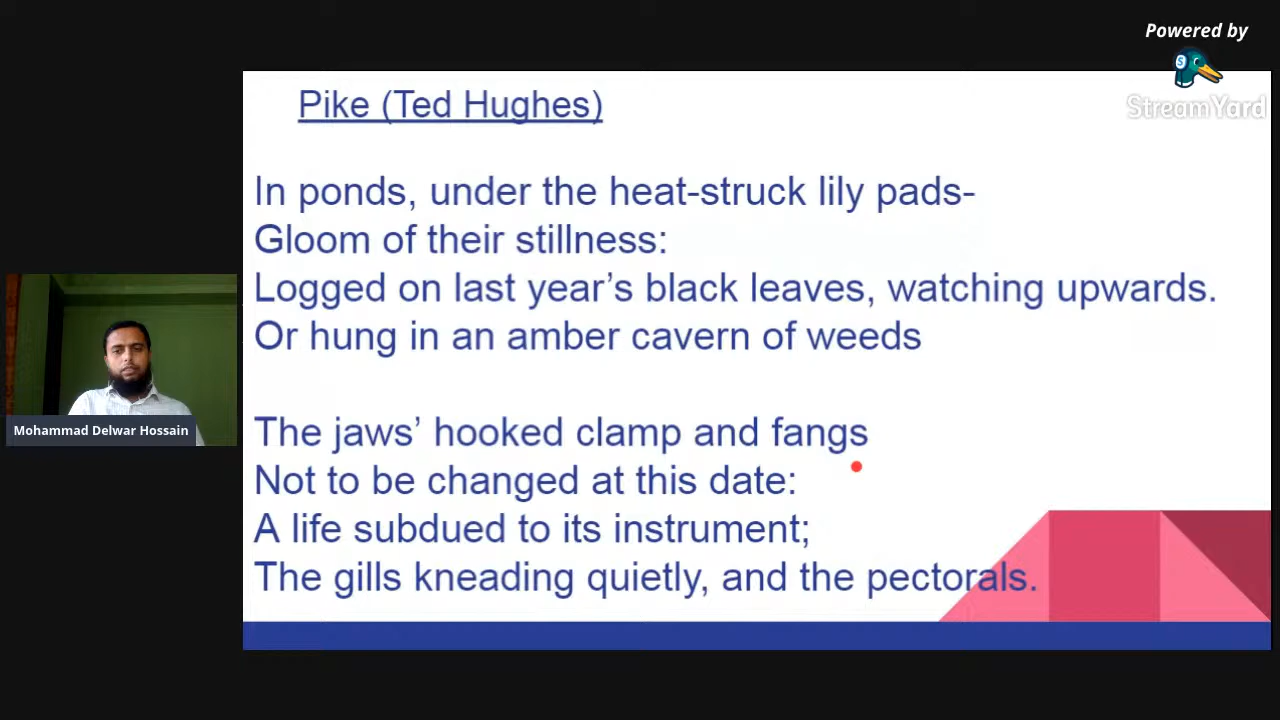 Powered by
StreamYard
Pike (Ted Hughes)
In ponds, under the heat-struck lily pads-
Gloom of their stillness:
Logged on last year’s black leaves, watching upwards.
Or hung in an amber cavern of weeds
The jaws’ hooked clamp and fangs
Not to be changed at this date:
A life subdued to its instrument;
The gills kneading quietly, and the pectorals.
Mohammad Delwar Hossain